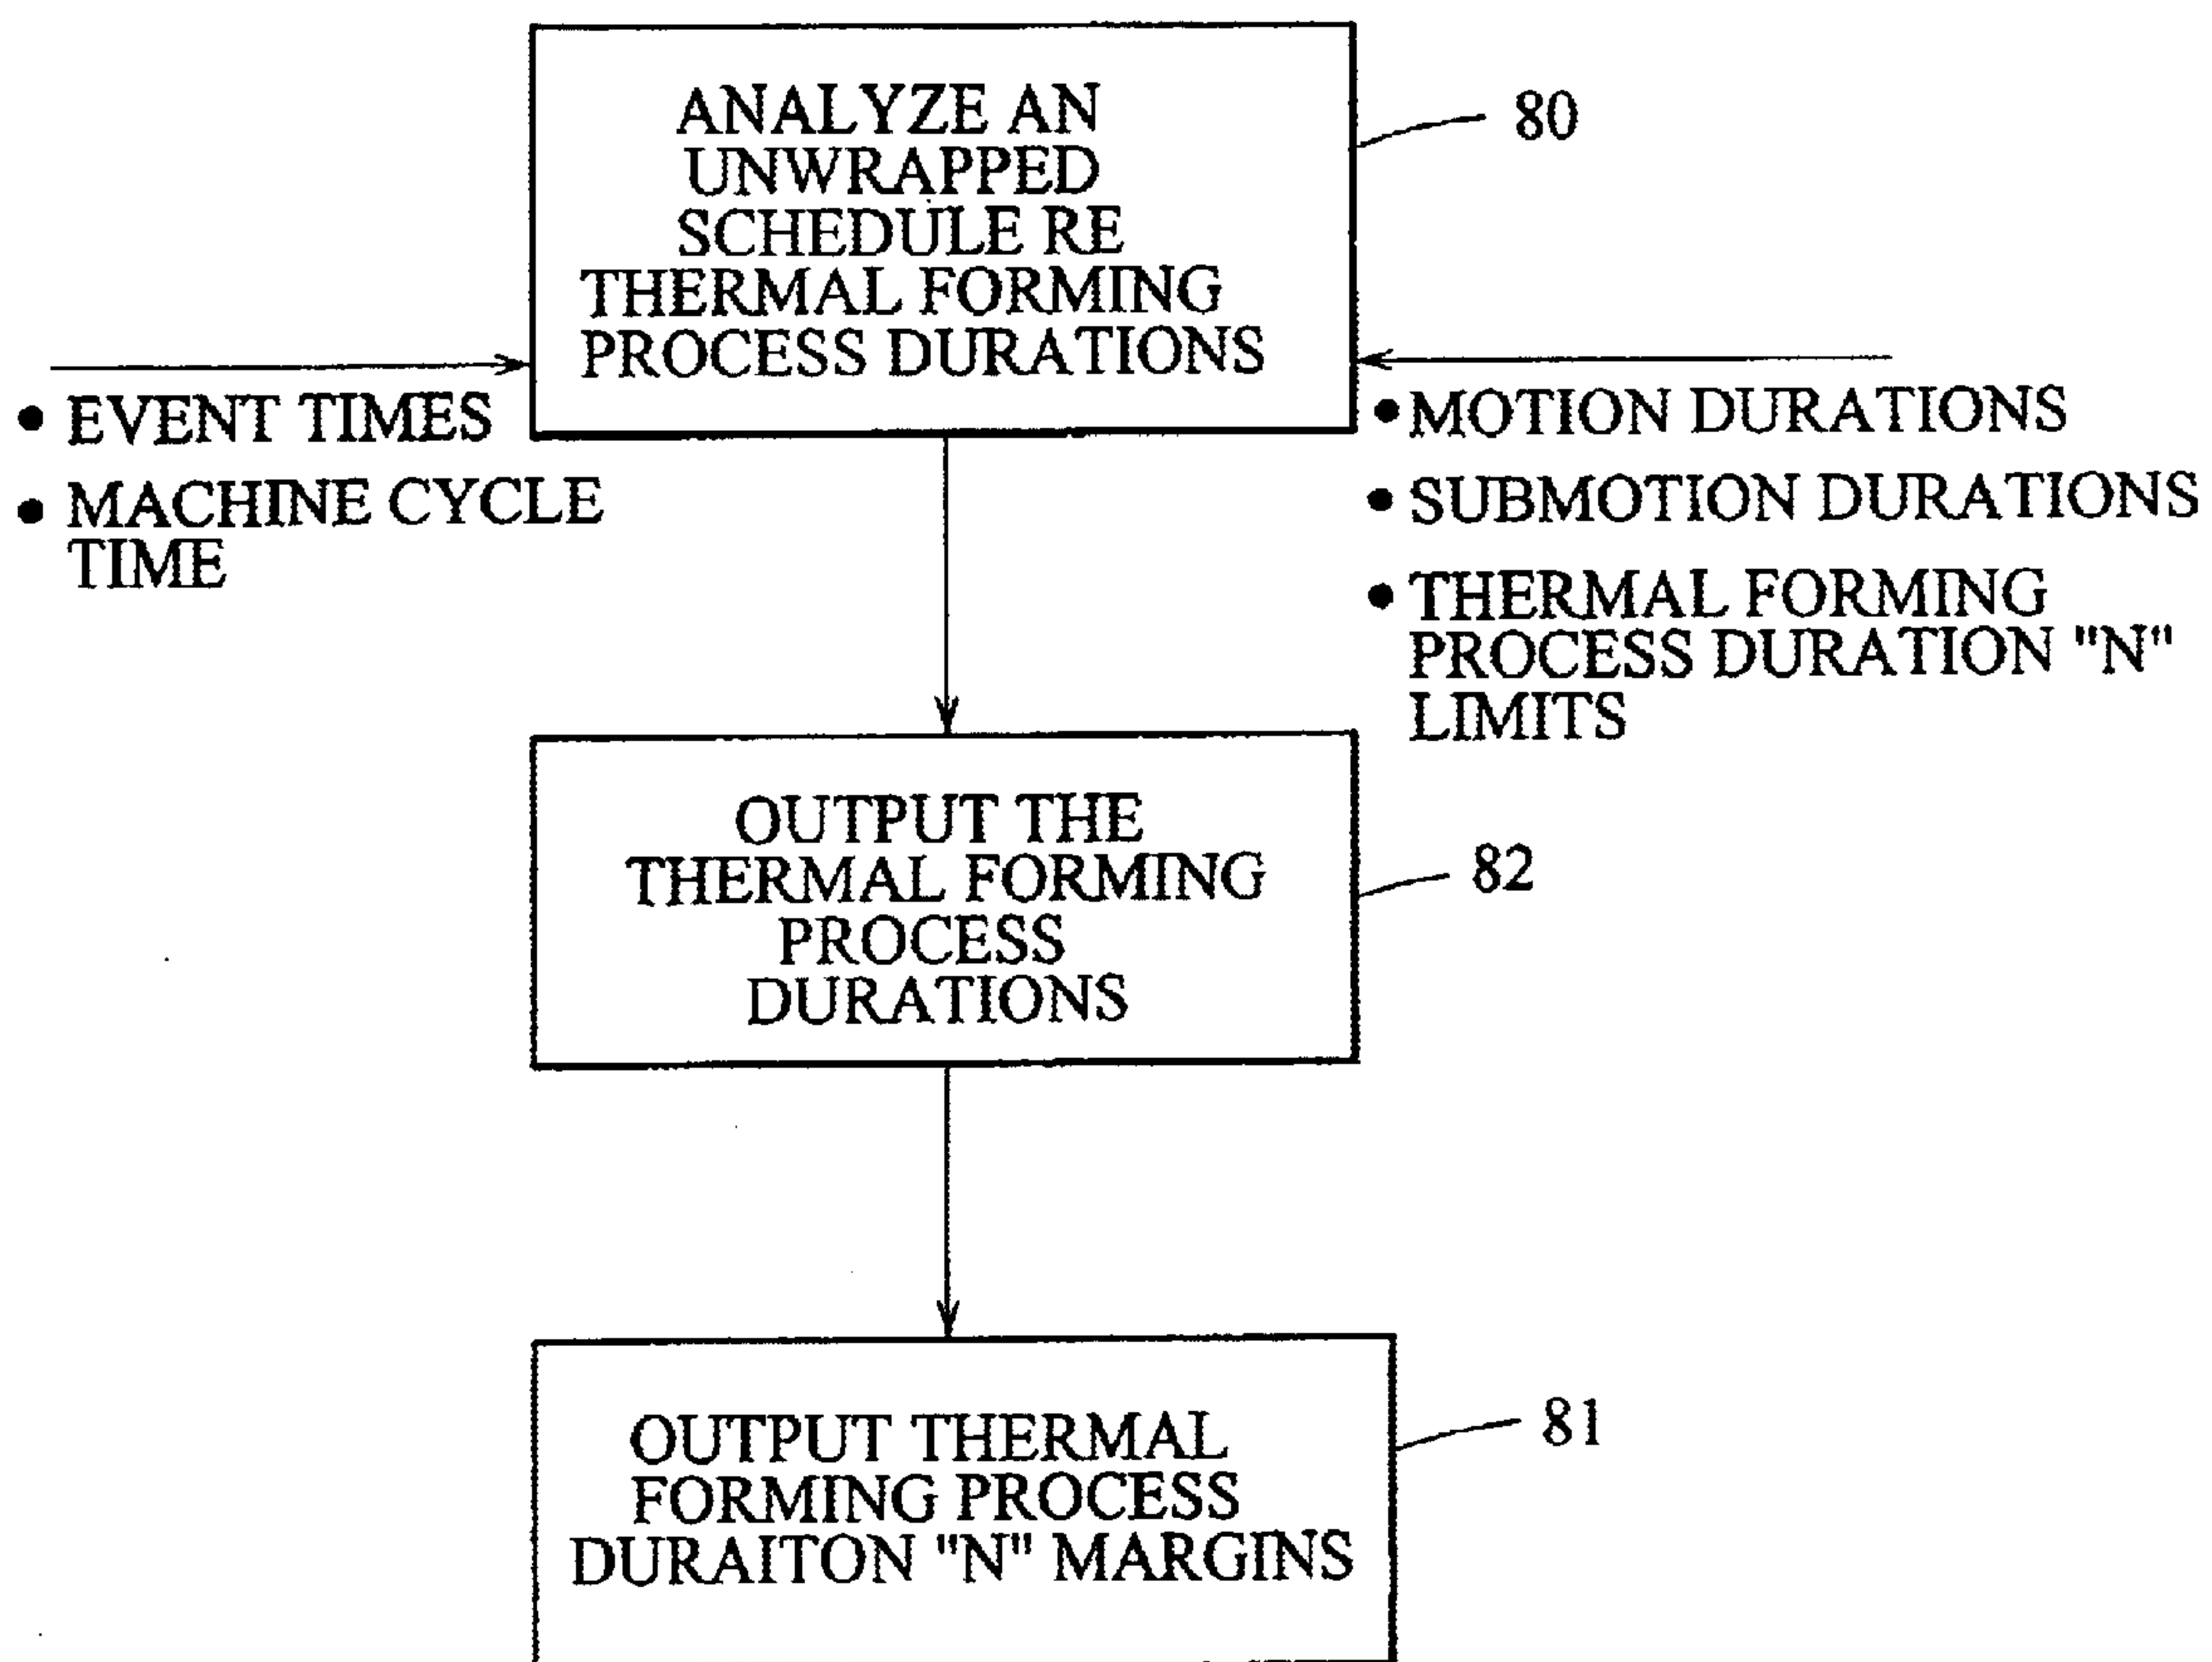 ANALYZE AN
UNWRAPPED
SCHEDULE RE
THERMAL FORMING
PROCESS DURATIONS
80
• EVENT TIMES
• MACHINE CYCLE
TIME
• MOTION DURATIONS
• SUBMOTION DURATIONS
• THERMAL FORMING
PROCESS DURATION "N"
LIMITS
OUTPUT THE
THERMAL FORMING
PROCESS
DURATIONS
82
OUTPUT THERMAL
FORMING PROCESS
DURAITON "N" MARGINS
81